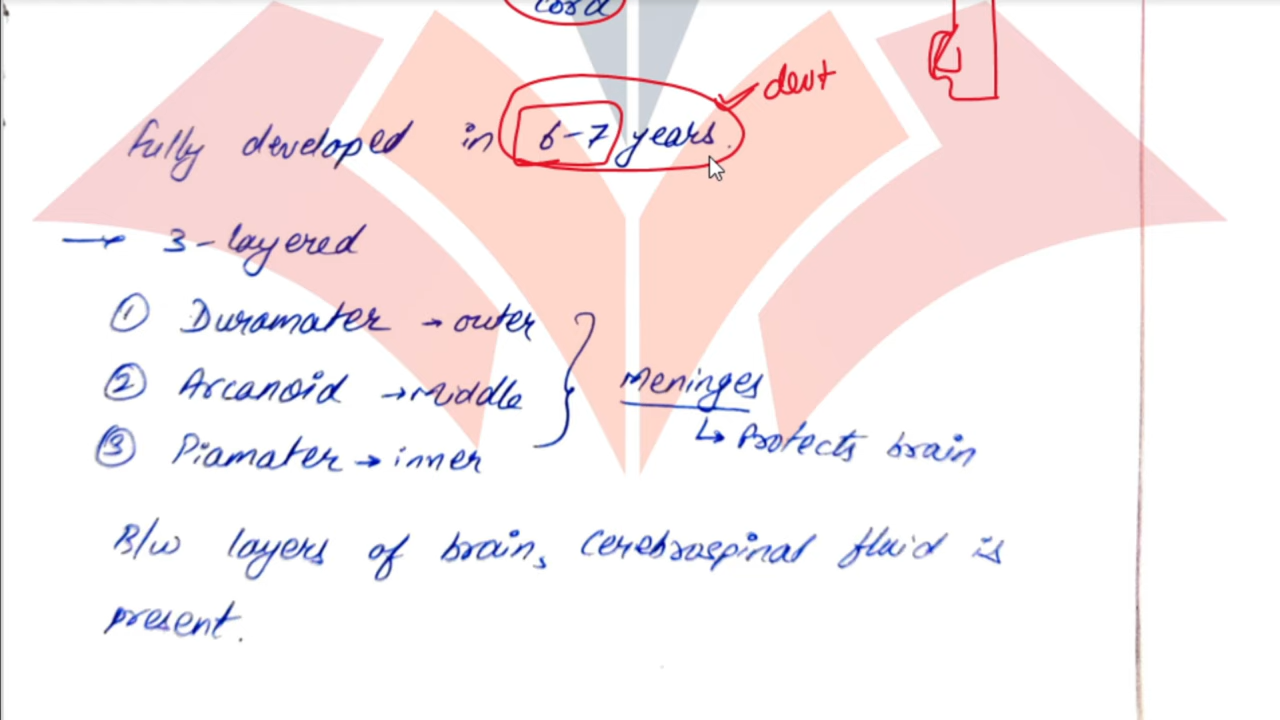 cord
devt
fully developed in 6-7 years.
→ 3-layered
① Duramater → outer
② Arcanoid → Middle
③ Piamater → inner
Meninges
↳ Protects brain
B/w layers of brain, Cerebrospinal fluid is
present.